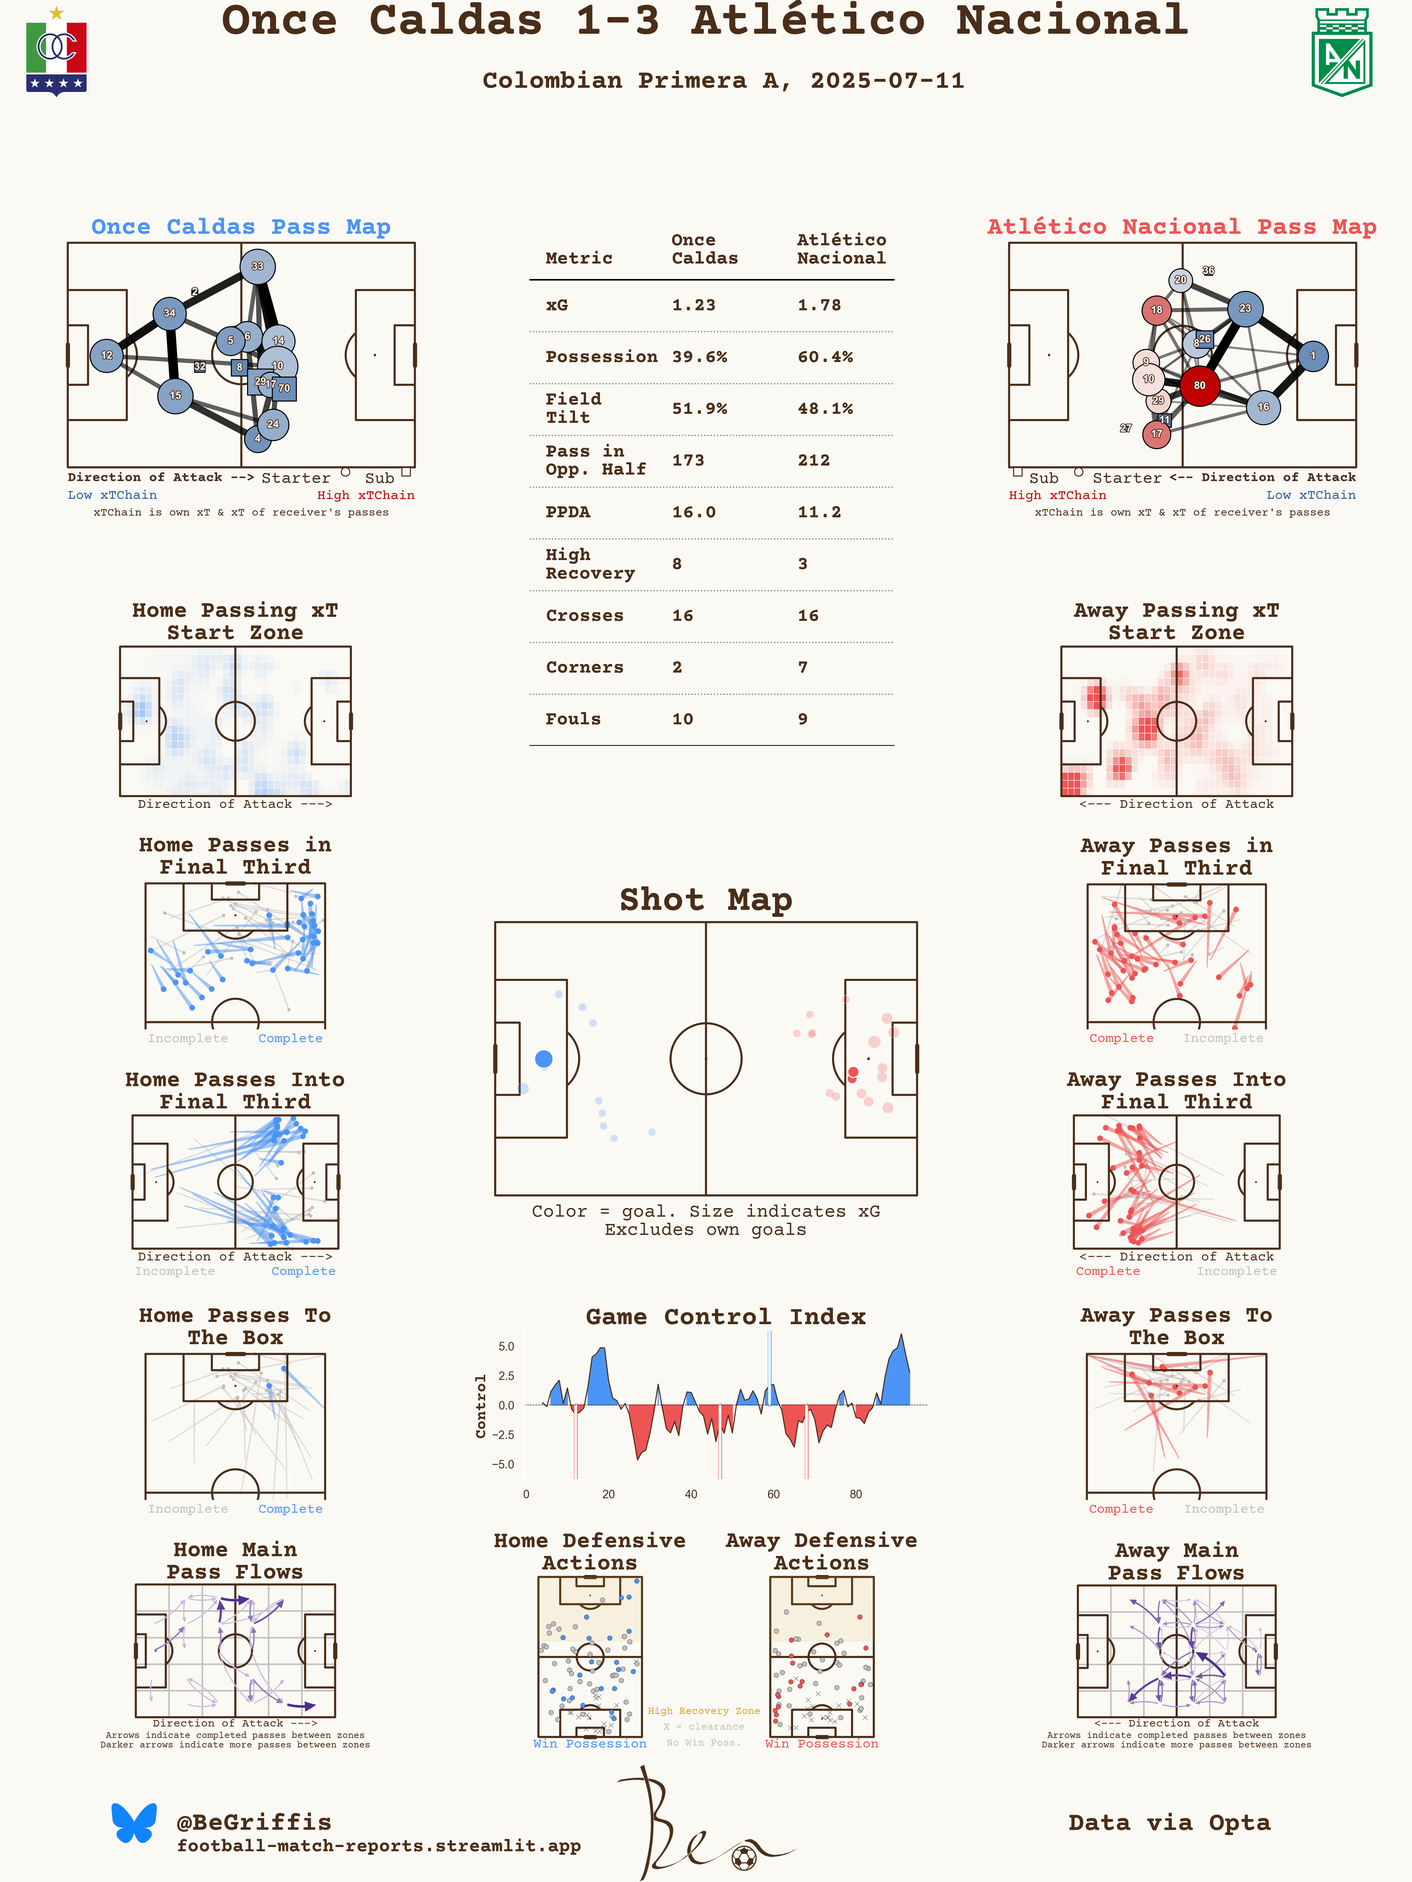 Once Caldas 1-3 Atlético Nacional
Colombian Primera A, 2025-07-11
Once Caldas Pass Map
33
2
34
5
6
14
12
32
8
10
29
17
70
15
24
4
Direction of Attack --> Starter Sub
Low xTChain High xTChain
xTChain is own xT & xT of receiver's passes
Metric Once Caldas Atlético Nacional
xG 1.23 1.78
Possession 39.6% 60.4%
Field Tilt 51.9% 48.1%
Pass in Opp. Half 173 212
PPDA 16.0 11.2
High Recovery 8 3
Crosses 16 16
Corners 2 7
Fouls 10 9
Atlético Nacional Pass Map
36
20
18
23
8
26
1
9
10
80
29
16
11
27
17
Sub Starter <-- Direction of Attack
High xTChain Low xTChain
xTChain is own xT & xT of receiver's passes
Home Passing xT
Start Zone
Direction of Attack --->
Away Passing xT
Start Zone
<--- Direction of Attack
Home Passes in
Final Third
Incomplete Complete
Shot Map
Color = goal. Size indicates xG
Excludes own goals
Away Passes in
Final Third
Complete Incomplete
Home Passes Into
Final Third
Direction of Attack --->
Incomplete Complete
Away Passes Into
Final Third
<--- Direction of Attack
Complete Incomplete
Home Passes To
The Box
Incomplete Complete
Game Control Index
Control
5.0
2.5
0.0
−2.5
−5.0
0 20 40 60 80
Away Passes To
The Box
Complete Incomplete
Home Main
Pass Flows
Direction of Attack --->
Arrows indicate completed passes between zones
Darker arrows indicate more passes between zones
Home Defensive
Actions
Win Possession
High Recovery Zone
X = clearance
No Win Poss.
Away Defensive
Actions
Win Possession
Away Main
Pass Flows
<--- Direction of Attack
Arrows indicate completed passes between zones
Darker arrows indicate more passes between zones
@BeGriffis
football-match-reports.streamlit.app
Ben
Data via Opta